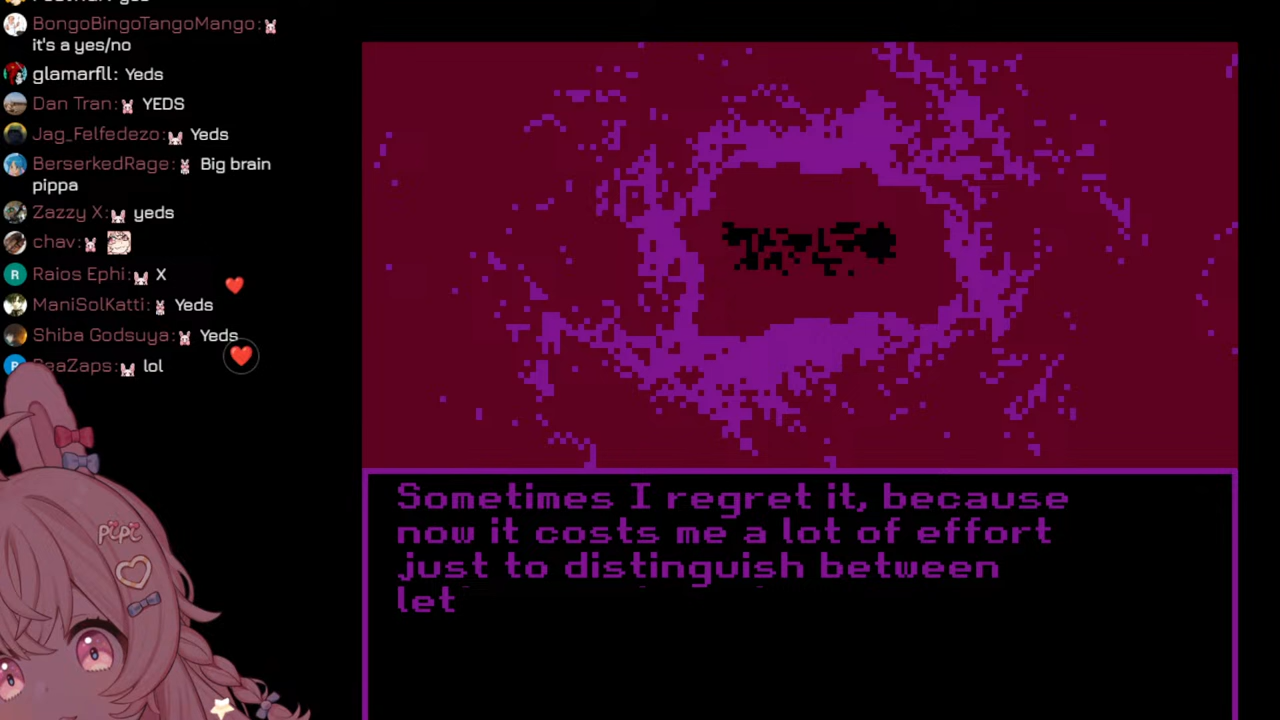 BongoBingoTangoMango:
it's a yes/no
glamarfll: Yeds
Dan Tran: YEDS
Jag_Felfedezo: Yeds
BerserkedRage: Big brain
pippa
Zazzy X: yeds
chav:
R Raios Ephi: X
ManiSolKatti: Yeds
Shiba Godsuya: Yeds
eaZaps: lol
PiPi
Sometimes I regret it, because
now it costs me a lot of effort
just to distinguish between
let